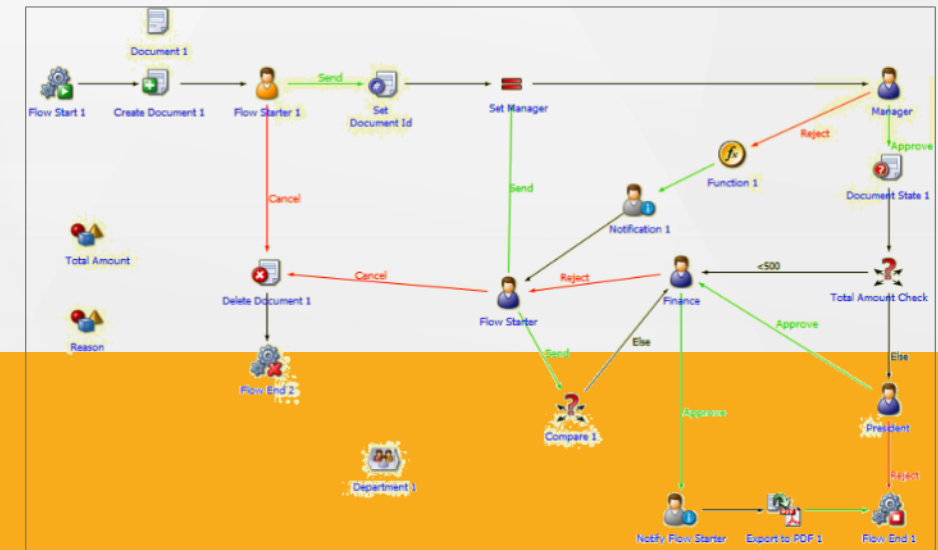 Document 1
Flow Start 1
Create Document 1
Flow Starter 1
Send
Set
Document Id
Set Manager
Manager
Reject
Approve
Function 1
Document State 1
Send
Cancel
Notification 1
Total Amount
Delete Document 1
Cancel
Flow Starter
Reject
Finance
<500
Total Amount Check
Reason
Approve
Else
Send
Else
Flow End 2
Compare 1
Approve
President
Department 1
Reject
Notify Flow Starter
Export to PDF 1
Flow End 1